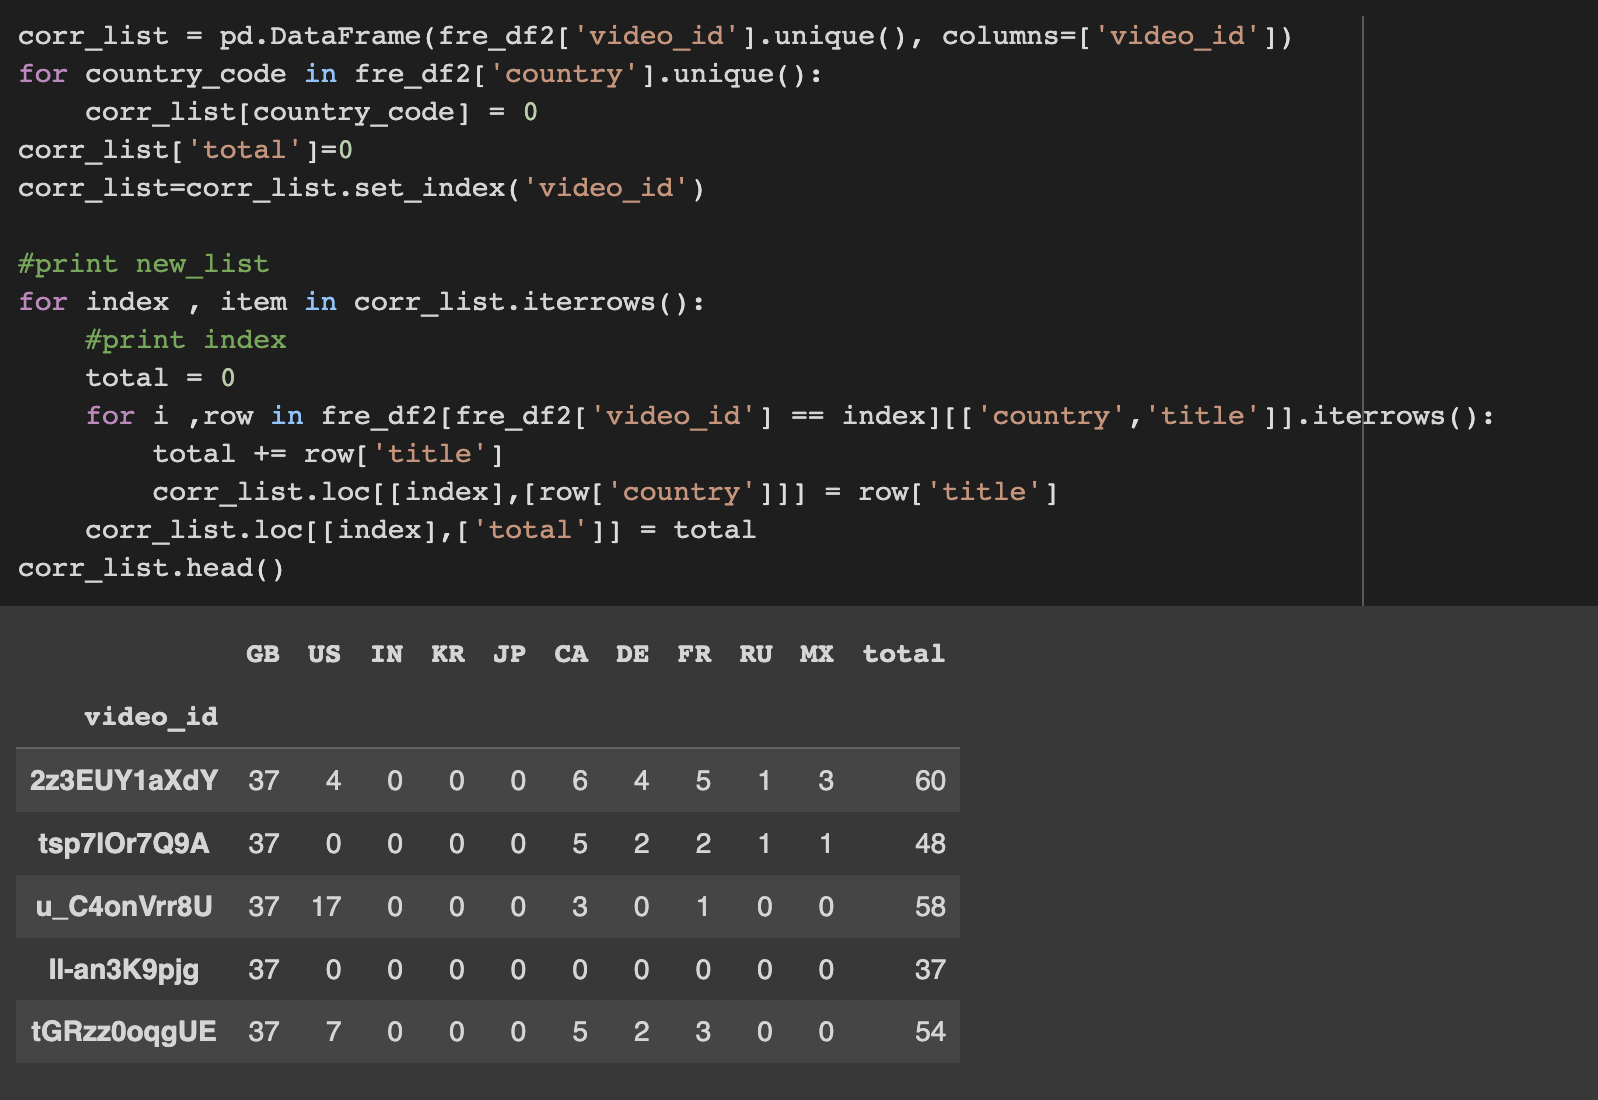 corr_list = pd.DataFrame(fre_df2['video_id'].unique(), columns=['video_id'])
for country_code in fre_df2['country'].unique():
    corr_list[country_code] = 0
corr_list['total']=0
corr_list=corr_list.set_index('video_id')
#print new_list
for index , item in corr_list.iterrows():
    #print index
    total = 0
    for i ,row in fre_df2[fre_df2['video_id'] == index][['country','title']].iterrows():
        total += row['title']
        corr_list.loc[[index],[row['country']]] = row['title']
    corr_list.loc[[index],['total']] = total
corr_list.head()
GB US IN KR JP CA DE FR RU MX total
video_id
2z3EUY1aXdY 37 4 0 0 0 6 4 5 1 3 60
tsp7IOr7Q9A 37 0 0 0 0 5 2 2 1 1 48
u_C4onVrr8U 37 17 0 0 0 3 0 1 0 0 58
ll-an3K9pjg 37 0 0 0 0 0 0 0 0 0 37
tGRzz0oqgUE 37 7 0 0 0 5 2 3 0 0 54